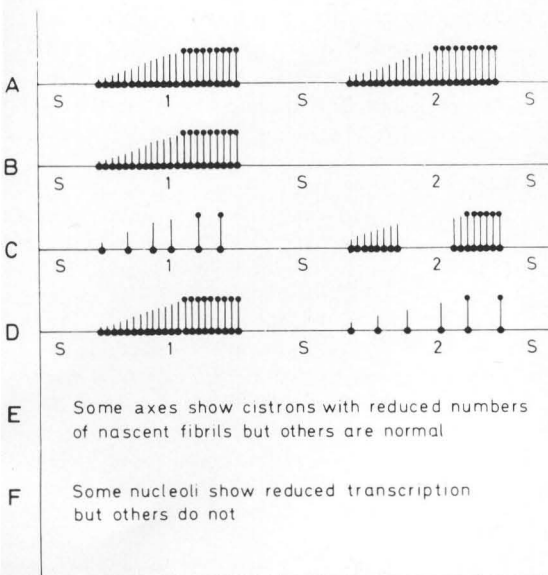 A
S 1 S 2 S
B
S 1 S 2 S
C
S 1 S 2 S
D
S 1 S 2 S
E Some axes show cistrons with reduced numbers
of nascent fibrils but others are normal
F Some nucleoli show reduced transcription
but others do not